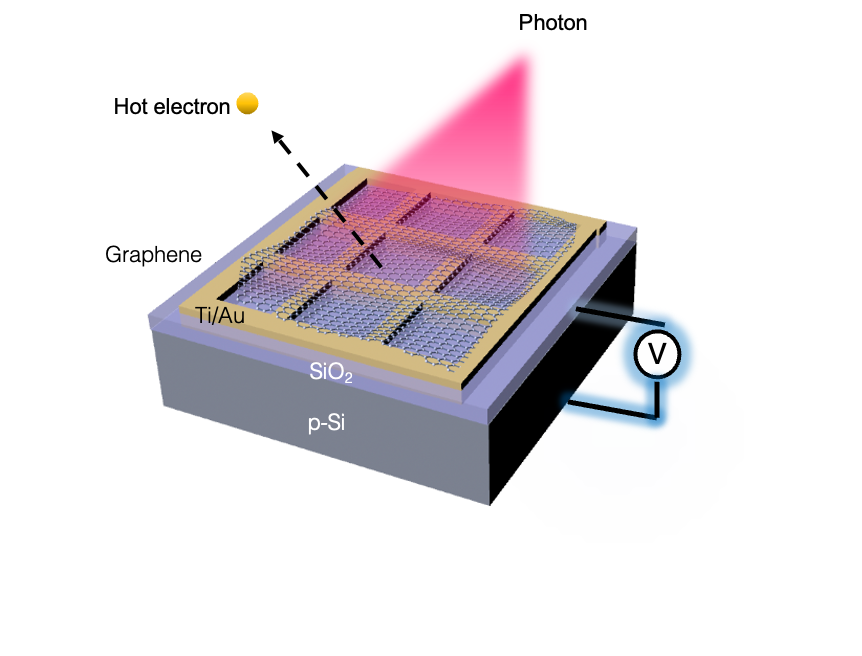 Photon
Hot electron
Graphene
Ti/Au
SiO₂
p-Si
V